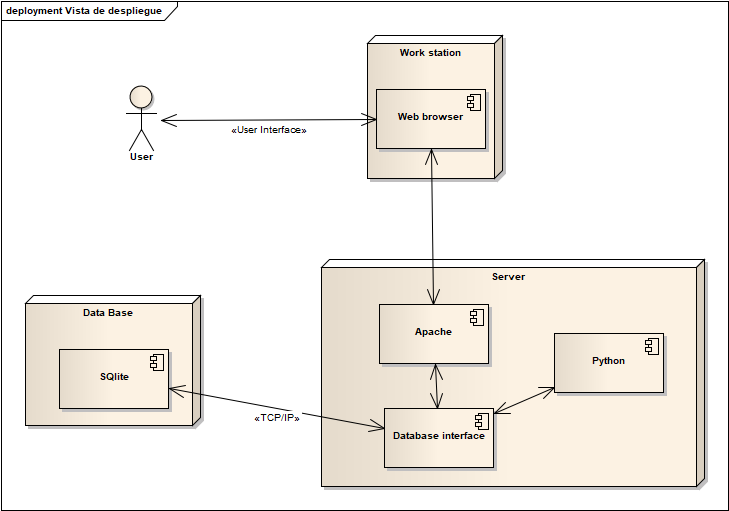 deployment Vista de despliegue
Work station
Web browser
«User Interface»
User
Server
Data Base
Apache
Python
SQlite
«TCP/IP»
Database interface